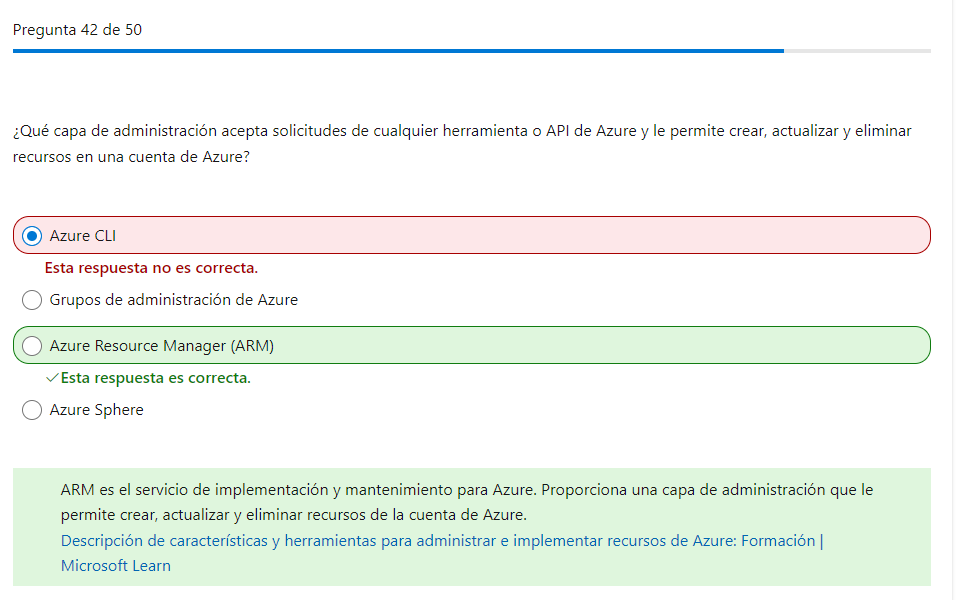 Pregunta 42 de 50
¿Qué capa de administración acepta solicitudes de cualquier herramienta o API de Azure y le permite crear, actualizar y eliminar
recursos en una cuenta de Azure?
Azure CLI
Esta respuesta no es correcta.
Grupos de administración de Azure
Azure Resource Manager (ARM)
Esta respuesta es correcta.
Azure Sphere
ARM es el servicio de implementación y mantenimiento para Azure. Proporciona una capa de administración que le
permite crear, actualizar y eliminar recursos de la cuenta de Azure.
Descripción de características y herramientas para administrar e implementar recursos de Azure: Formación |
Microsoft Learn